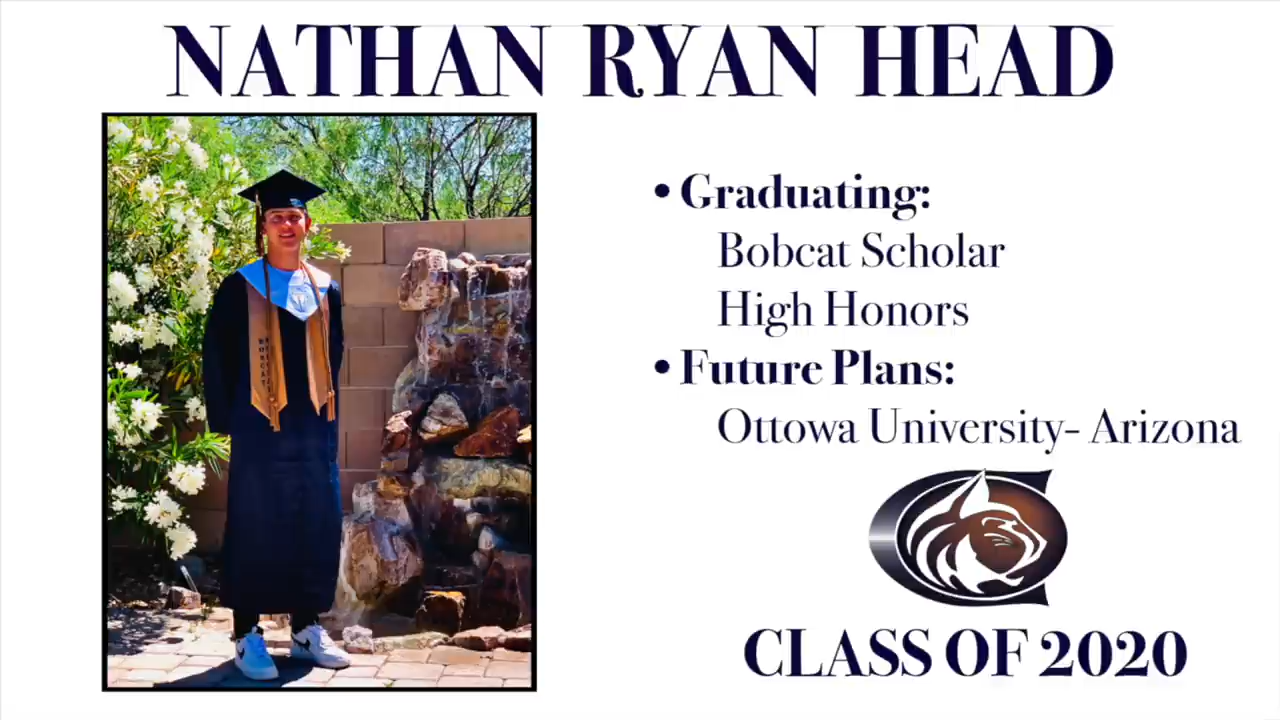 NATHAN RYAN HEAD
• Graduating:
Bobcat Scholar
High Honors
• Future Plans:
Ottowa University- Arizona
CLASS OF 2020